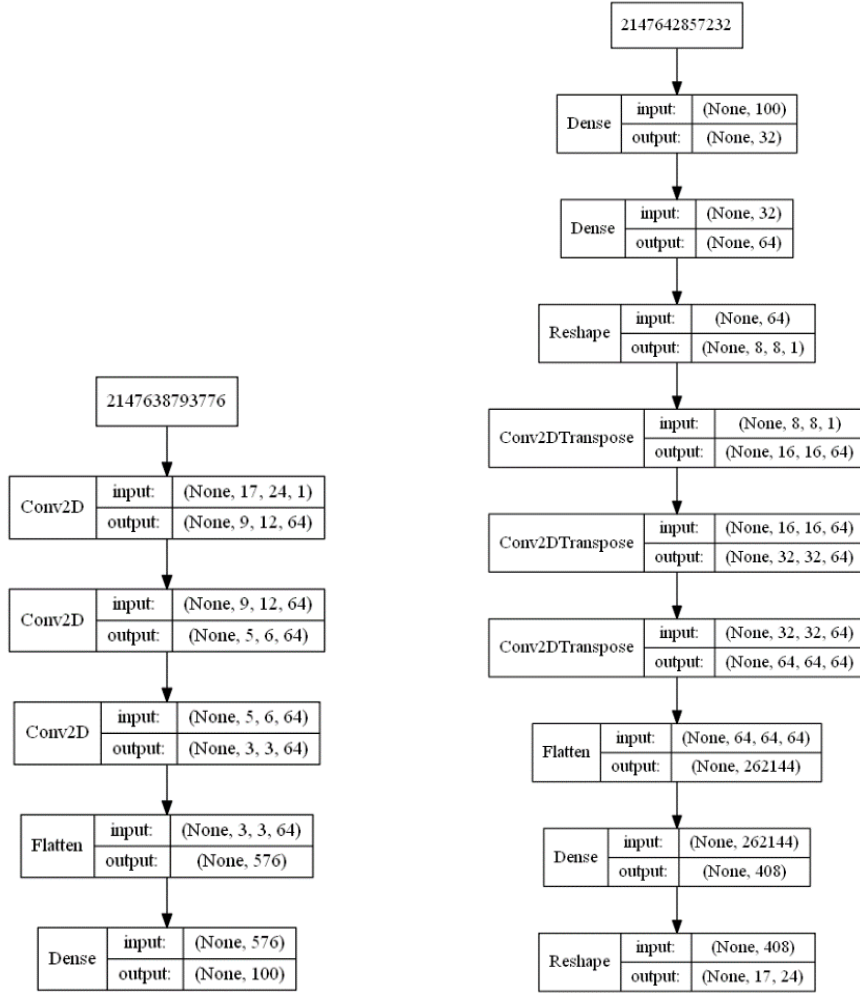 2147638793776
Conv2D input: (None, 17, 24, 1)
output: (None, 9, 12, 64)
Conv2D input: (None, 9, 12, 64)
output: (None, 5, 6, 64)
Conv2D input: (None, 5, 6, 64)
output: (None, 3, 3, 64)
Flatten input: (None, 3, 3, 64)
output: (None, 576)
Dense input: (None, 576)
output: (None, 100)
2147642857232
Dense input: (None, 100)
output: (None, 32)
Dense input: (None, 32)
output: (None, 64)
Reshape input: (None, 64)
output: (None, 8, 8, 1)
Conv2DTranspose input: (None, 8, 8, 1)
output: (None, 16, 16, 64)
Conv2DTranspose input: (None, 16, 16, 64)
output: (None, 32, 32, 64)
Conv2DTranspose input: (None, 32, 32, 64)
output: (None, 64, 64, 64)
Flatten input: (None, 64, 64, 64)
output: (None, 262144)
Dense input: (None, 262144)
output: (None, 408)
Reshape input: (None, 408)
output: (None, 17, 24)